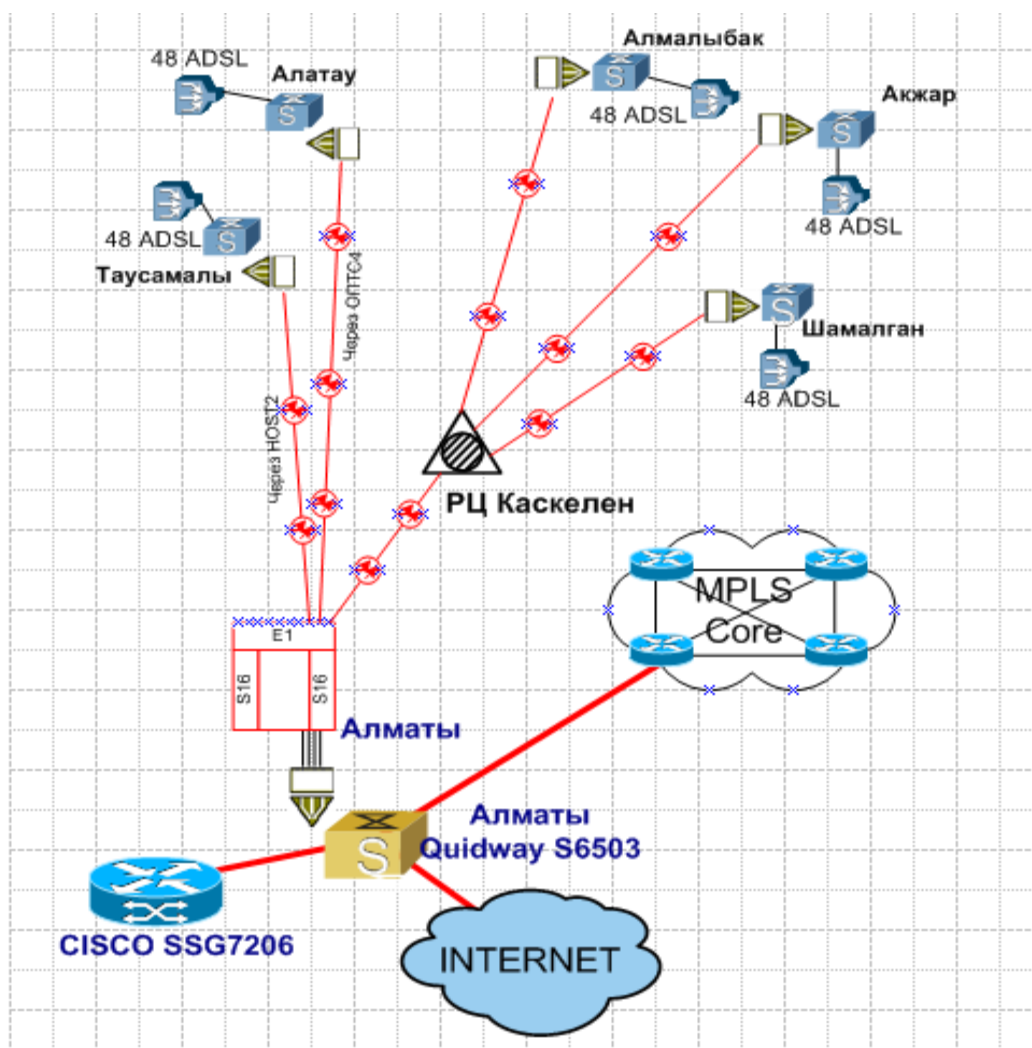 48 ADSL
Алатау
Алмалыбак
48 ADSL
Акжар
48 ADSL
48 ADSL
Таусамалы
Шамалган
48 ADSL
Через ОПТС4
Через HOST2
РЦ Каскелен
MPLS
Core
E1
S16
S16
Алматы
S
S
S
S
S
Алматы
Quidway S6503
S
CISCO SSG7206
INTERNET